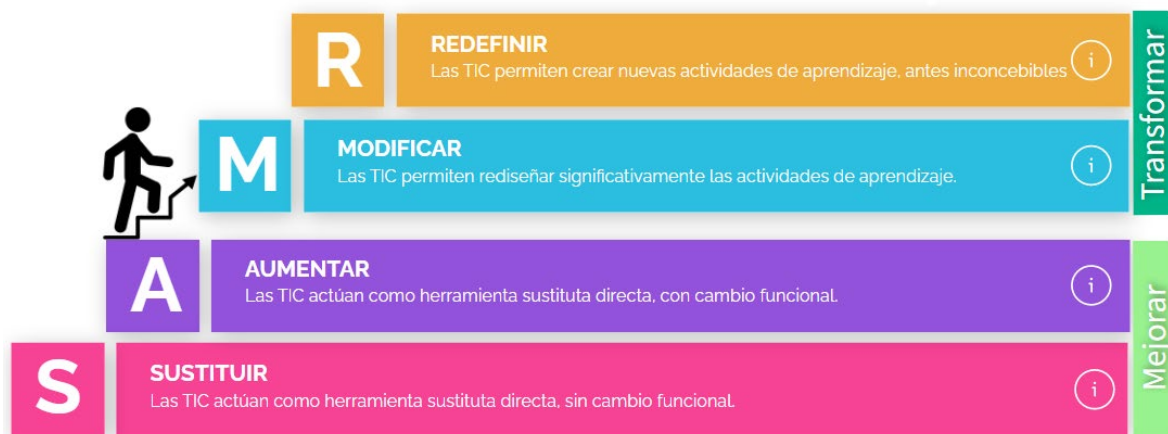 R
REDEFINIR
Las TIC permiten crear nuevas actividades de aprendizaje, antes inconcebibles
i
M
MODIFICAR
Las TIC permiten rediseñar significativamente las actividades de aprendizaje.
i
Transformar
A
AUMENTAR
Las TIC actúan como herramienta sustituta directa, con cambio funcional.
i
S
SUSTITUIR
Las TIC actúan como herramienta sustituta directa, sin cambio funcional.
i
Mejorar